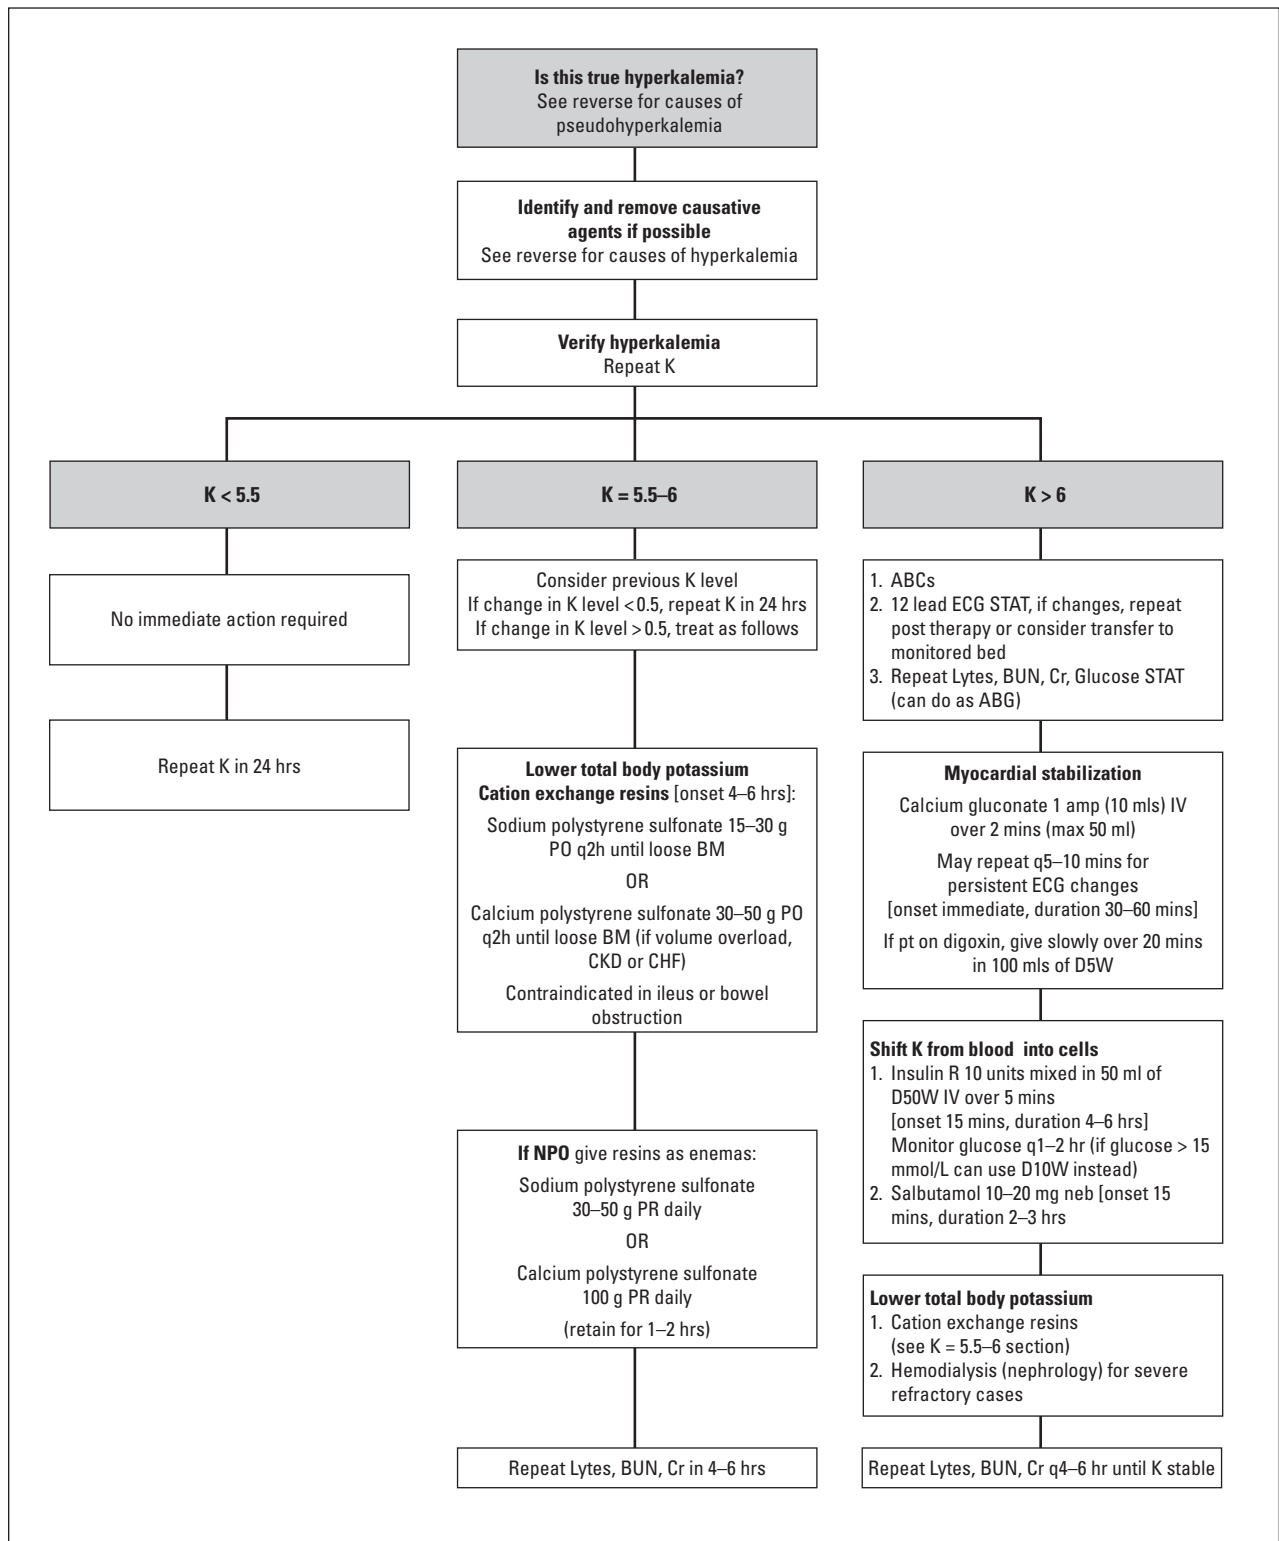 Is this true hyperkalemia?
See reverse for causes of
pseudohyperkalemia
Identify and remove causative
agents if possible
See reverse for causes of hyperkalemia
Verify hyperkalemia
Repeat K
K < 5.5
No immediate action required
Repeat K in 24 hrs
K = 5.5–6
Consider previous K level
If change in K level < 0.5, repeat K in 24 hrs
If change in K level > 0.5, treat as follows
Lower total body potassium
Cation exchange resins [onset 4–6 hrs]:
Sodium polystyrene sulfonate 15–30 g
PO q2h until loose BM
OR
Calcium polystyrene sulfonate 30–50 g PO
q2h until loose BM (if volume overload,
CKD or CHF)
Contraindicated in ileus or bowel
obstruction
If NPO give resins as enemas:
Sodium polystyrene sulfonate
30–50 g PR daily
OR
Calcium polystyrene sulfonate
100 g PR daily
(retain for 1–2 hrs)
Repeat Lytes, BUN, Cr in 4–6 hrs
K > 6
1. ABCs
2. 12 lead ECG STAT, if changes, repeat
post therapy or consider transfer to
monitored bed
3. Repeat Lytes, BUN, Cr, Glucose STAT
(can do as ABG)
Myocardial stabilization
Calcium gluconate 1 amp (10 mls) IV
over 2 mins (max 50 ml)
May repeat q5–10 mins for
persistent ECG changes
[onset immediate, duration 30–60 mins]
If pt on digoxin, give slowly over 20 mins
in 100 mls of D5W
Shift K from blood into cells
1. Insulin R 10 units mixed in 50 ml of
D50W IV over 5 mins
[onset 15 mins, duration 4–6 hrs]
Monitor glucose q1–2 hr (if glucose > 15
mmol/L can use D10W instead)
2. Salbutamol 10–20 mg neb [onset 15
mins, duration 2–3 hrs
Lower total body potassium
1. Cation exchange resins
(see K = 5.5–6 section)
2. Hemodialysis (nephrology) for severe
refractory cases
Repeat Lytes, BUN, Cr q4–6 hr until K stable